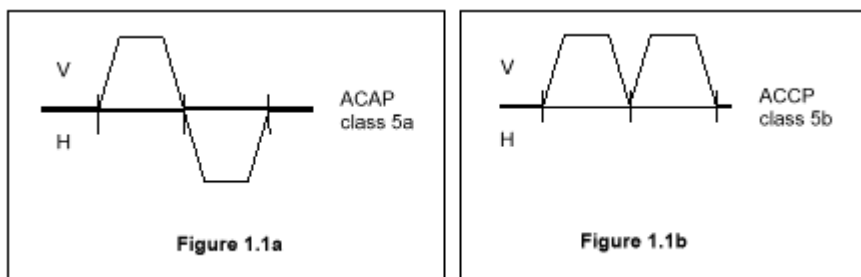 V
H
ACAP
class 5a
Figure 1.1a
V
H
ACCP
class 5b
Figure 1.1b